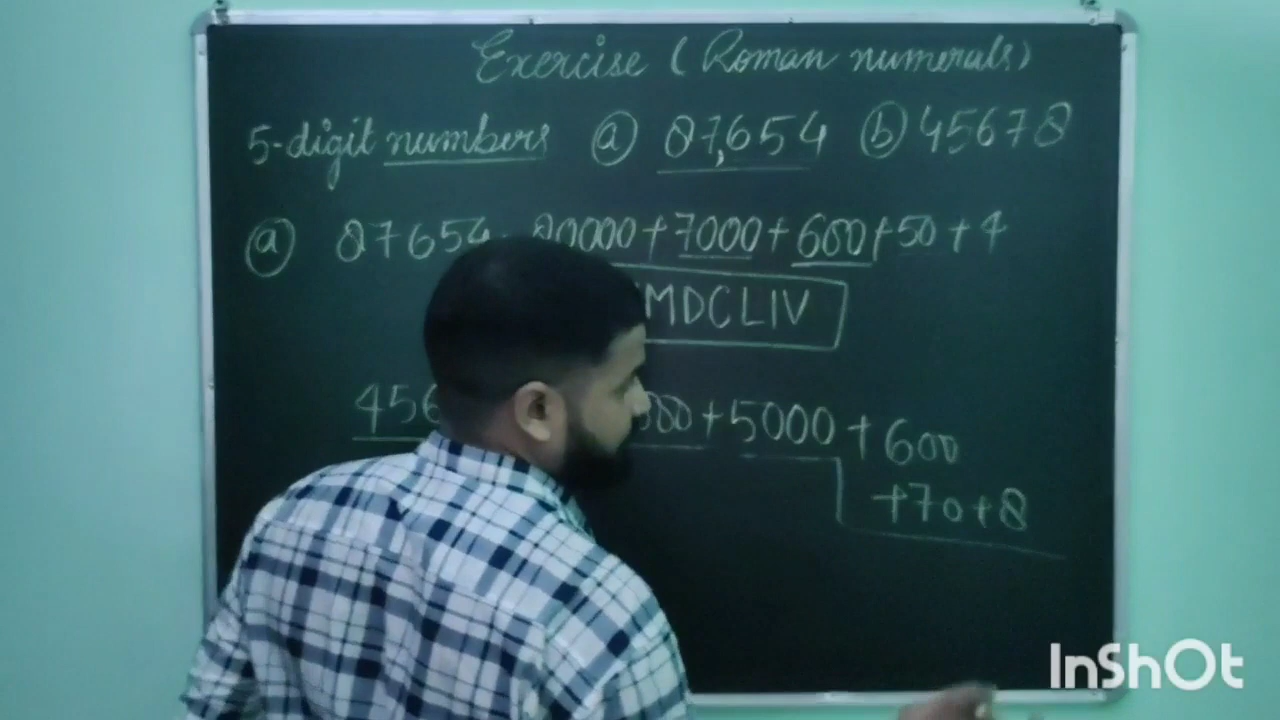 Exercise (Roman numerals)
5-digit numbers (a) 87,654 (b) 45678
(a) 87654 80000 + 7000 + 600 + 50 + 4
MDCLIV
456 + 5000 + 600
+70+8
InShOt